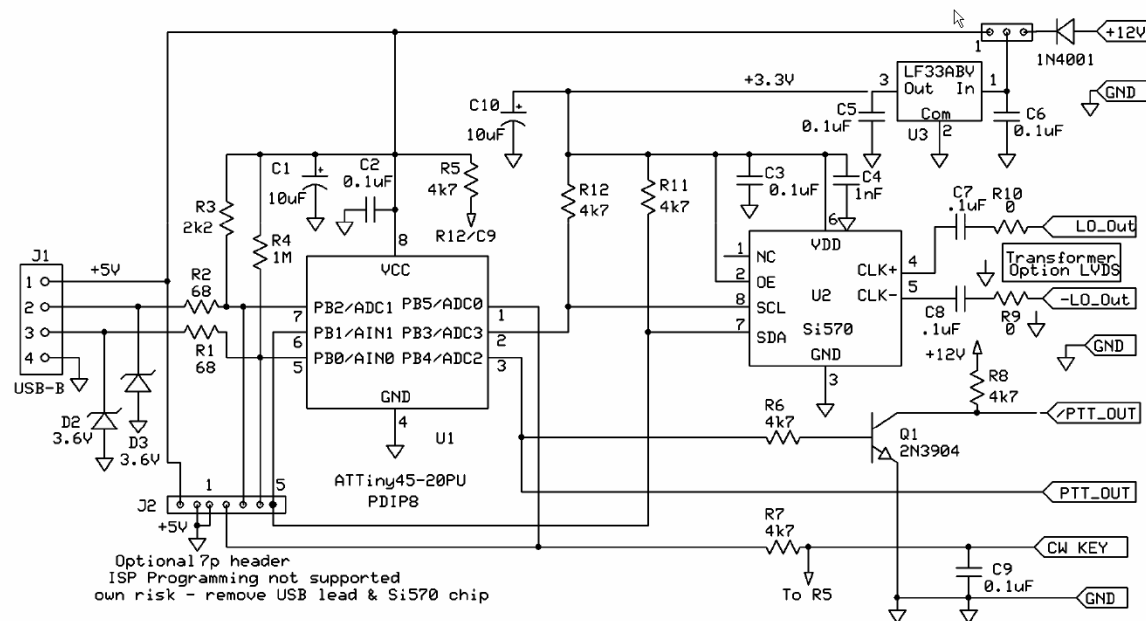 1
1N4001
+12V
GND
LF33ABV
3 Out In 1
Com
2
U3
+3.3V
C10
10uF
C5
0.1uF
C6
0.1uF
C1
10uF
C2
0.1uF
R5
4k7
R12/C9
R12
4k7
R11
4k7
C3
0.1uF
C4
1nF
C7
.1uF
R10
0
LO_Out
Transformer
Option LVDS
-LO_Out
R9
0
C8
.1uF
GND
R3
2k2
R4
1M
J1
1
2
3
4
USB-B
+5V
R2
68
R1
68
D2
3.6V
D3
3.6V
8
VCC
PB2/ADC1 PB5/ADC0
7 1
PB1/AIN1 PB3/ADC3
6 2
PB0/AIN0 PB4/ADC2
5 3
GND
4
U1
ATTiny45-20PU
PDIP8
6
VDD
1 NC
2 OE
8 SCL
7 SDA
CLK+ 4
CLK- 5
U2
Si570
GND
3
+12V
R8
4k7
/PTT_OUT
R6
4k7
Q1
2N3904
PTT_OUT
R7
4k7
CW KEY
To R5
C9
0.1uF
GND
J2
1 5
+5V
Optional 7p header
ISP Programming not supported
own risk - remove USB lead & Si570 chip